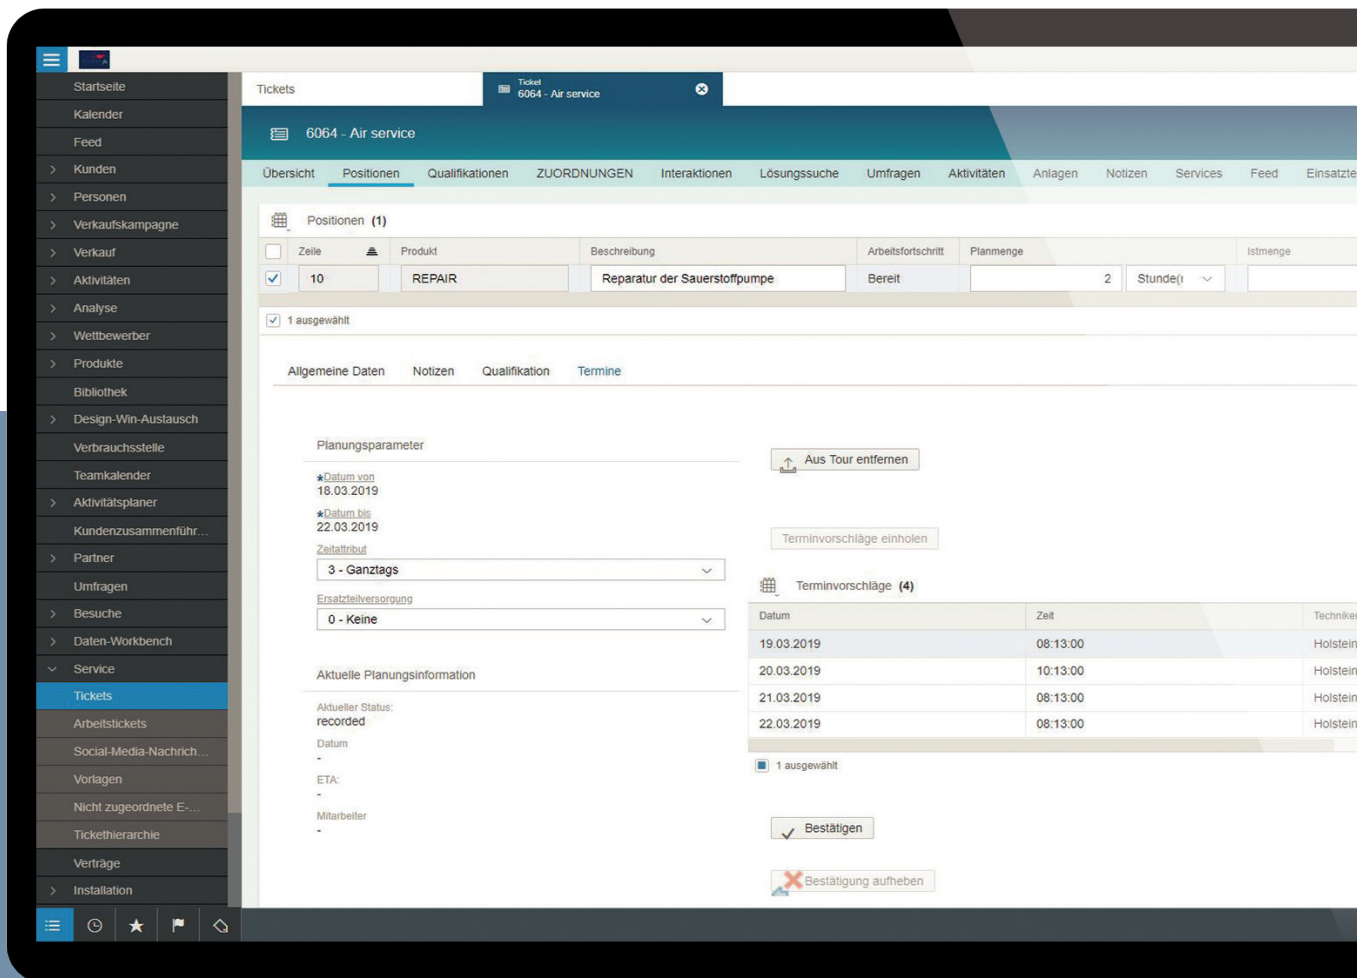 Startseite
Kalender
Feed
Kunden
Personen
Verkaufskampagne
Verkauf
Aktivitäten
Analyse
Wettbewerber
Produkte
Bibliothek
Design-Win-Austausch
Verbrauchsstelle
Teamkalender
Aktivitätsplaner
Kundenzusammenführ...
Partner
Umfragen
Besuche
Daten-Workbench
Service
Tickets
Arbeitstickets
Social-Media-Nachrich...
Vorlagen
Nicht zugeordnete E-...
Tickethierarchie
Verträge
Installation
Tickets
Ticket
6064 - Air service
6064 - Air service
Übersicht Positionen Qualifikationen ZUORDNUNGEN Interaktionen Lösungssuche Umfragen Aktivitäten Anlagen Notizen Services Feed Einsatzte
Positionen (1)
Zeile Produkt Beschreibung Arbeitsfortschritt Planmenge Istmenge
10 REPAIR Reparatur der Sauerstoffpumpe Bereit 2 Stunde(r
1 ausgewählt
Allgemeine Daten Notizen Qualifikation Termine
Planungsparameter
*Datum von
18.03.2019
*Datum bis
22.03.2019
Zeitattribut
3 - Ganztags
Ersatzteilversorgung
0 - Keine
Aktuelle Planungsinformation
Aktueller Status:
recorded
Datum
-
ETA:
-
Mitarbeiter
-
Aus Tour entfernen
Terminvorschläge einholen
Terminvorschläge (4)
Datum Zeit Techniker
19.03.2019 08:13:00 Holstein
20.03.2019 10:13:00 Holstein
21.03.2019 08:13:00 Holstein
22.03.2019 08:13:00 Holstein
1 ausgewählt
Bestätigen
Bestätigung aufheben